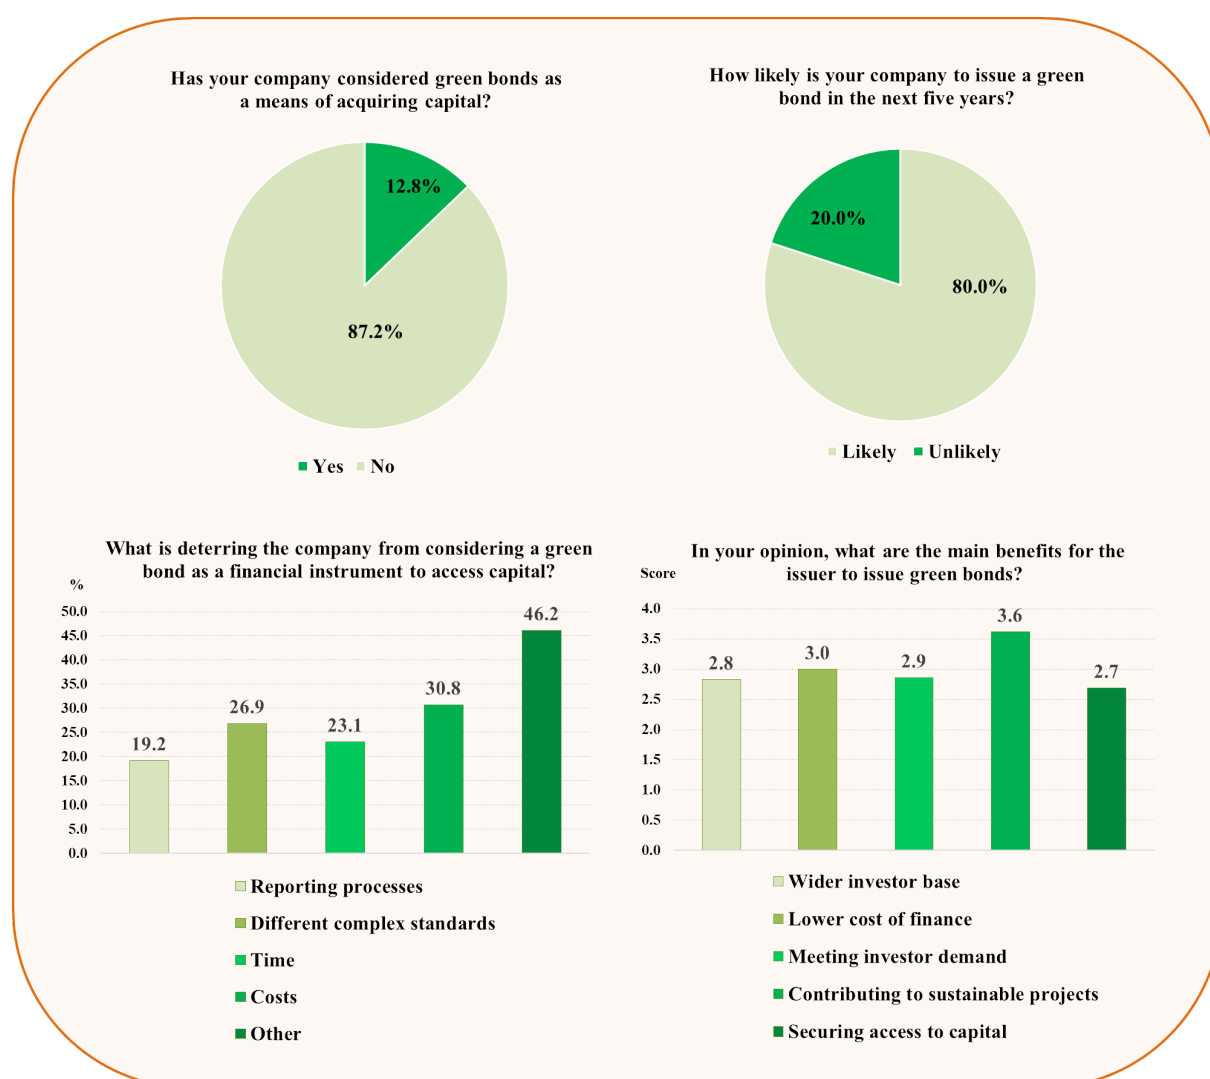 Has your company considered green bonds as
a means of acquiring capital?
12.8%
87.2%
Yes No
How likely is your company to issue a green
bond in the next five years?
20.0%
80.0%
Likely Unlikely
What is deterring the company from considering a green
bond as a financial instrument to access capital?
%
50.0
45.0
40.0
35.0
30.0
25.0
20.0
15.0
10.0
5.0
0.0
19.2
26.9
23.1
30.8
46.2
Reporting processes
Different complex standards
Time
Costs
Other
In your opinion, what are the main benefits for the
issuer to issue green bonds?
Score
4.0
3.5
3.0
2.5
2.0
1.5
1.0
0.5
0.0
2.8
3.0
2.9
3.6
2.7
Wider investor base
Lower cost of finance
Meeting investor demand
Contributing to sustainable projects
Securing access to capital